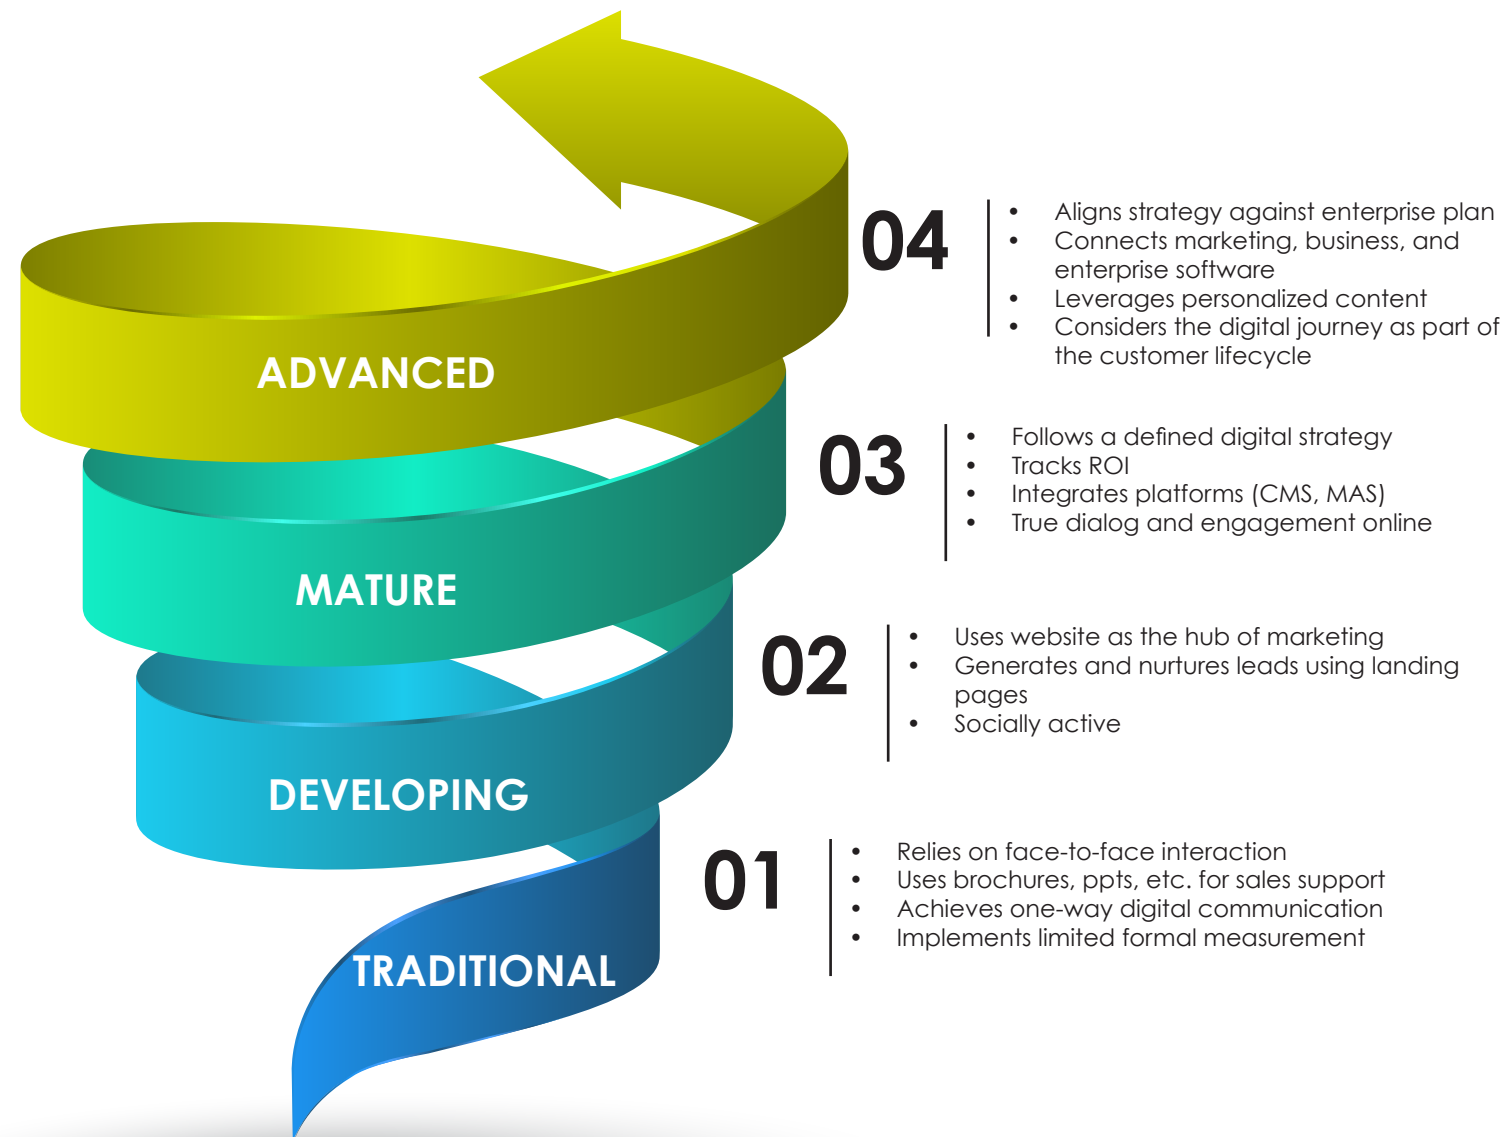 04
• Aligns strategy against enterprise plan
• Connects marketing, business, and
enterprise software
• Leverages personalized content
• Considers the digital journey as part of
the customer lifecycle
ADVANCED
03
• Follows a defined digital strategy
• Tracks ROI
• Integrates platforms (CMS, MAS)
• True dialog and engagement online
MATURE
02
• Uses website as the hub of marketing
• Generates and nurtures leads using landing
pages
• Socially active
DEVELOPING
01
• Relies on face-to-face interaction
• Uses brochures, ppts, etc. for sales support
• Achieves one-way digital communication
• Implements limited formal measurement
TRADITIONAL